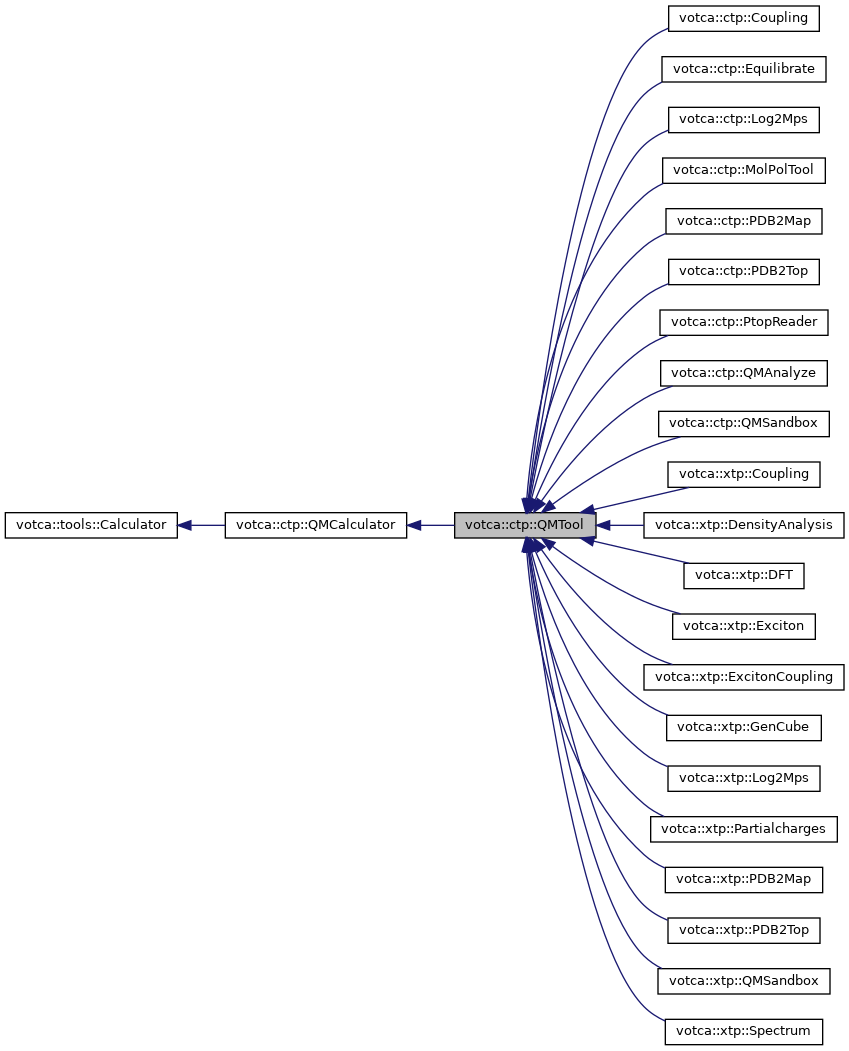 votca::ctp::Coupling
votca::ctp::Equilibrate
votca::ctp::Log2Mps
votca::ctp::MolPolTool
votca::ctp::PDB2Map
votca::ctp::PDB2Top
votca::ctp::PtopReader
votca::ctp::QMAnalyze
votca::ctp::QMSandbox
votca::xtp::Coupling
votca::tools::Calculator
votca::ctp::QMCalculator
votca::ctp::QMTool
votca::xtp::DensityAnalysis
votca::xtp::DFT
votca::xtp::Exciton
votca::xtp::ExcitonCoupling
votca::xtp::GenCube
votca::xtp::Log2Mps
votca::xtp::Partialcharges
votca::xtp::PDB2Map
votca::xtp::PDB2Top
votca::xtp::QMSandbox
votca::xtp::Spectrum